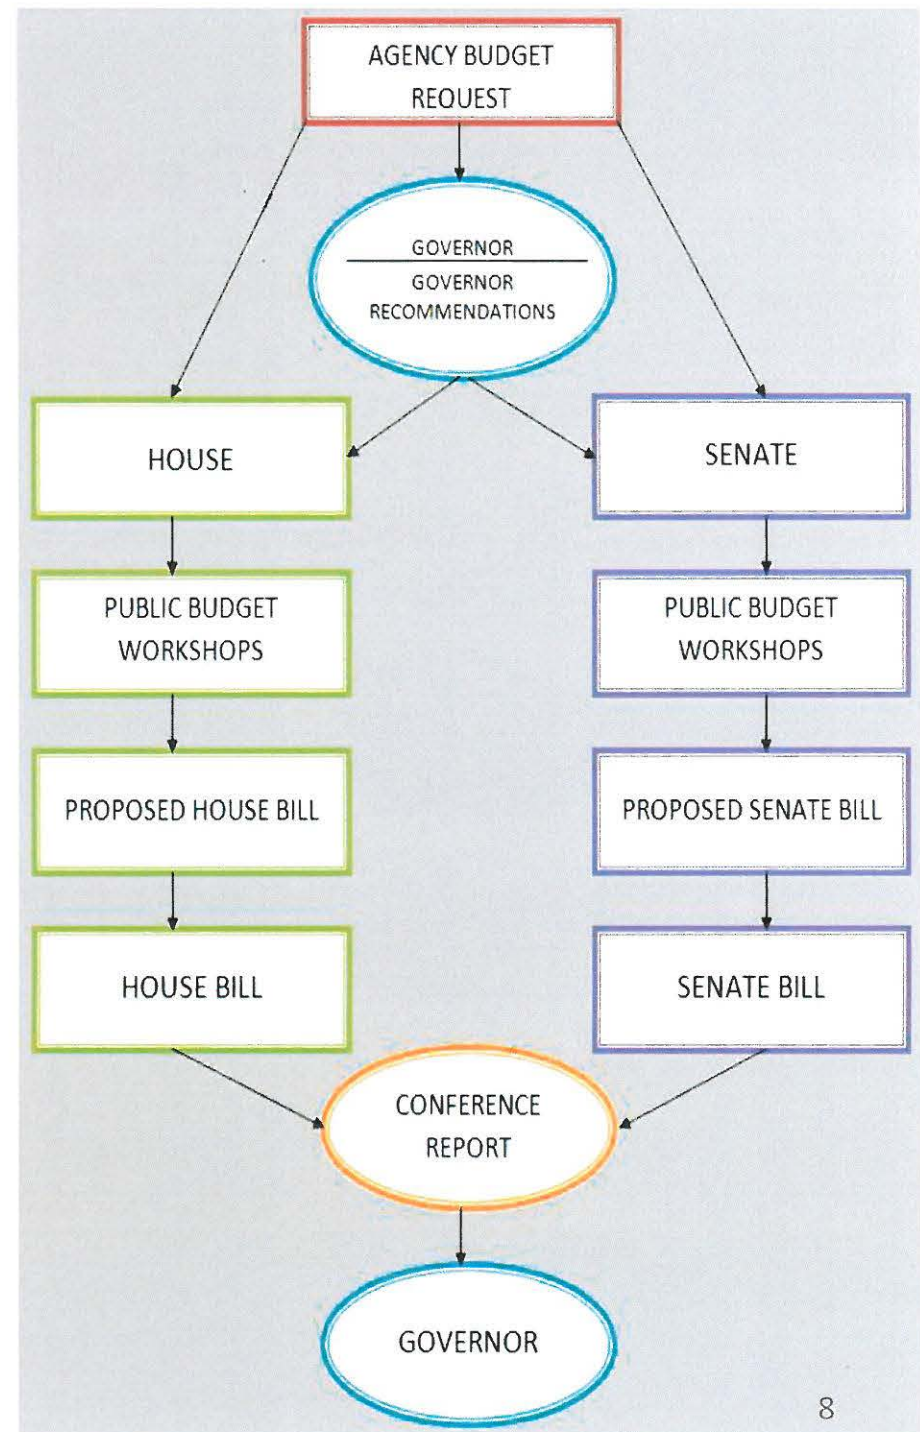 AGENCY BUDGET
REQUEST
GOVERNOR
GOVERNOR
RECOMMENDATIONS
HOUSE
SENATE
PUBLIC BUDGET
WORKSHOPS
PUBLIC BUDGET
WORKSHOPS
PROPOSED HOUSE BILL
PROPOSED SENATE BILL
HOUSE BILL
SENATE BILL
CONFERENCE
REPORT
GOVERNOR
8